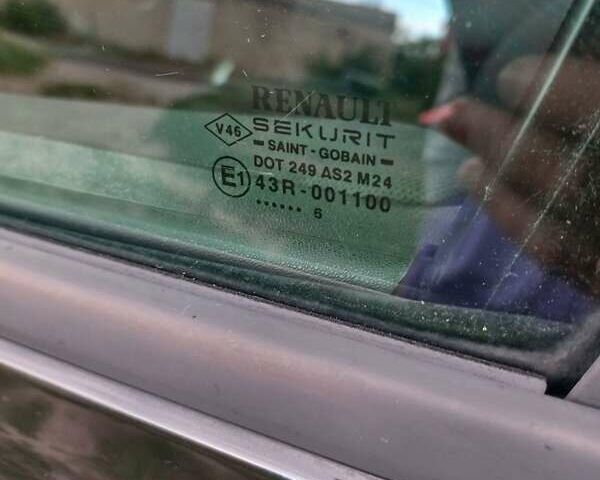 RENAULT
V46 SEKURIT
SAINT - GOBAIN
DOT 249 AS2 M24
E1 43R-001100
...... 6